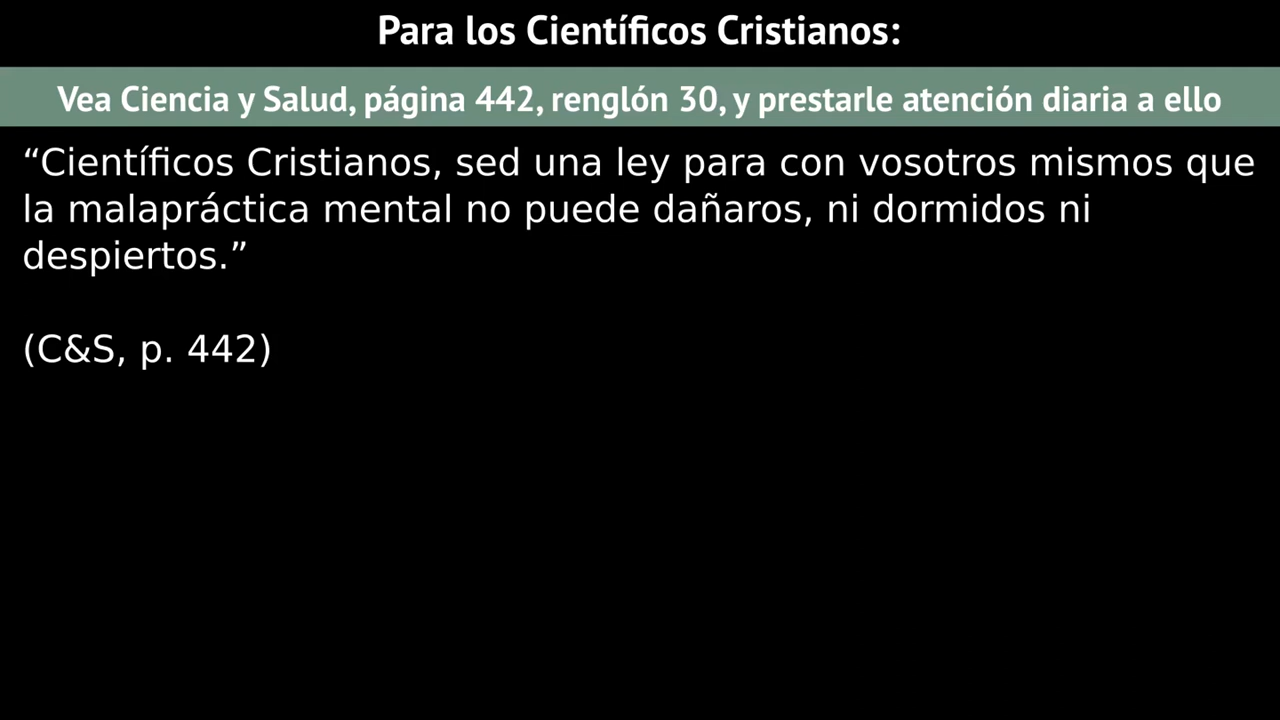 Para los Científicos Cristianos:
Vea Ciencia y Salud, página 442, renglón 30, y prestarle atención diaria a ello
“Científicos Cristianos, sed una ley para con vosotros mismos que
la malapráctica mental no puede dañaros, ni dormidos ni
despiertos.”
(C&S, p. 442)